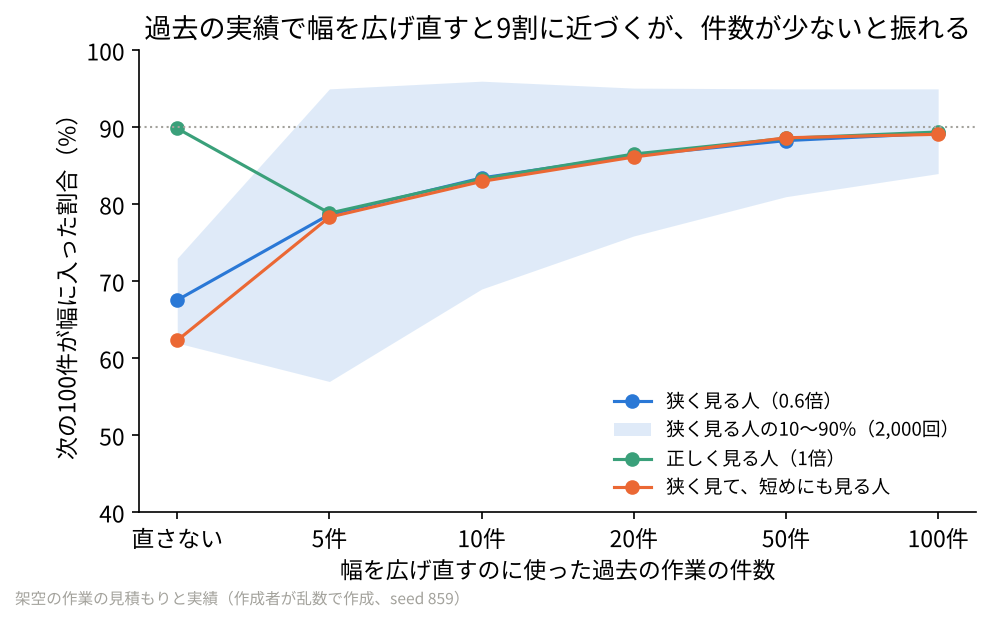 過去の実績で幅を広げ直すと9割に近づくが、件数が少ないと振れる
次の100件が幅に入った割合（%）
100
90
80
70
60
50
40
狭く見る人（0.6倍）
狭く見る人の10〜90%（2,000回）
正しく見る人（1倍）
狭く見て、短めにも見る人
直さない 5件 10件 20件 50件 100件
幅を広げ直すのに使った過去の作業の件数
架空の作業の見積もりと実績（作成者が乱数で作成、seed 859）